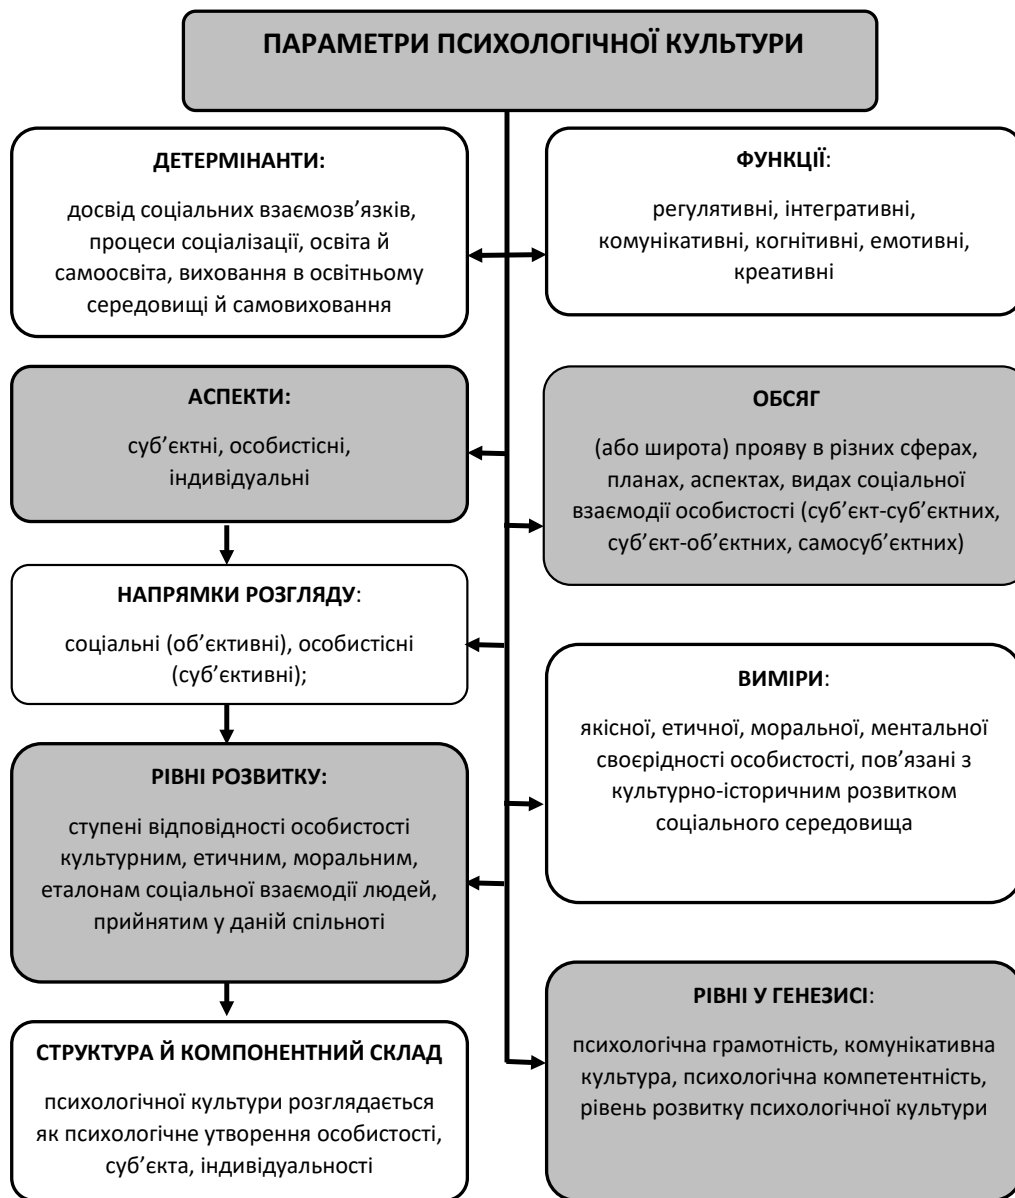 ПАРАМЕТРИ ПСИХОЛОГІЧНОЇ КУЛЬТУРИ
ДЕТЕРМІНАНТИ:
досвід соціальних взаємозв’язків,
процеси соціалізації, освіта й
самоосвіта, виховання в освітньому
середовищі й самовиховання
ФУНКЦІЇ:
регулятивні, інтегративні,
комунікативні, когнітивні, емотивні,
креативні
АСПЕКТИ:
суб’єктні, особистісні,
індивідуальні
ОБСЯГ
(або широта) прояву в різних сферах,
планах, аспектах, видах соціальної
взаємодії особистості (суб’єкт-суб’єктних,
суб’єкт-об’єктних, самосуб’єктних)
НАПРЯМКИ РОЗГЛЯДУ:
соціальні (об’єктивні), особистісні
(суб’єктивні);
ВИМІРИ:
якісної, етичної, моральної, ментальної
своєрідності особистості, пов’язані з
культурно-історичним розвитком
соціального середовища
РІВНІ РОЗВИТКУ:
ступені відповідності особистості
культурним, етичним, моральним,
еталонам соціальної взаємодії людей,
прийнятим у даній спільноті
РІВНІ У ГЕНЕЗИСІ:
психологічна грамотність, комунікативна
культура, психологічна компетентність,
рівень розвитку психологічної культури
СТРУКТУРА Й КОМПОНЕНТНИЙ СКЛАД
психологічної культури розглядається
як психологічне утворення особистості,
суб’єкта, індивідуальності